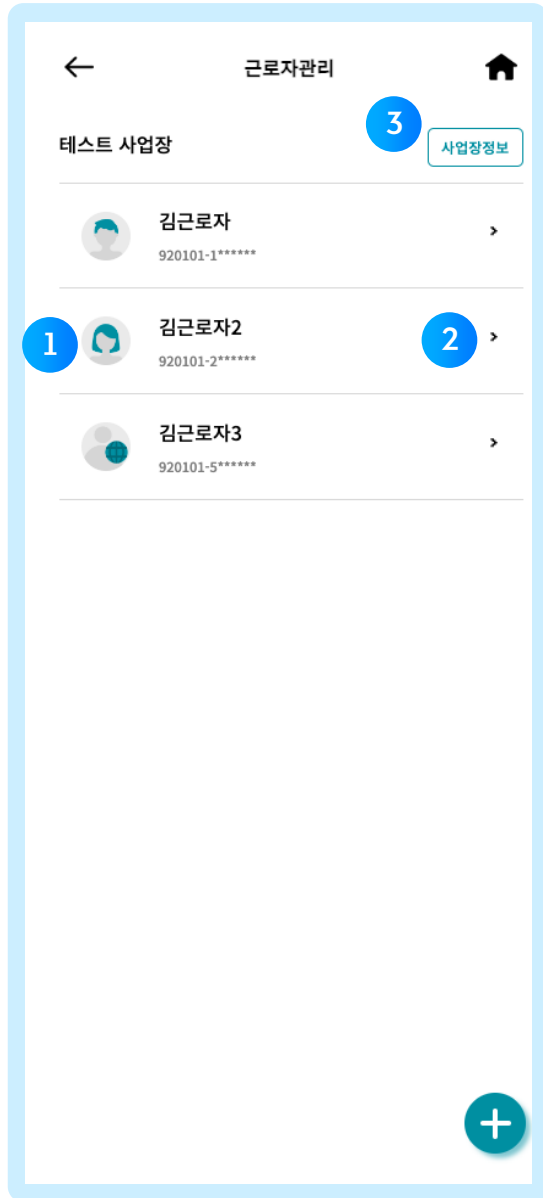 근로자관리
3
테스트 사업장
사업장정보
김근로자
920101-1******
1
김근로자2
920101-2******
2
김근로자3
920101-5******